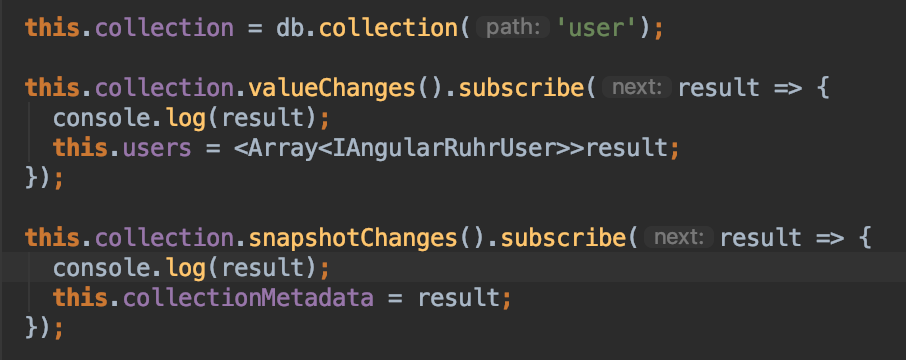 this.collection = db.collection( path: 'user');
this.collection.valueChanges().subscribe( next: result => {
console.log(result);
this.users = <Array<IAngularRuhrUser>>result;
});
this.collection.snapshotChanges().subscribe( next: result => {
console.log(result);
this.collectionMetadata = result;
});